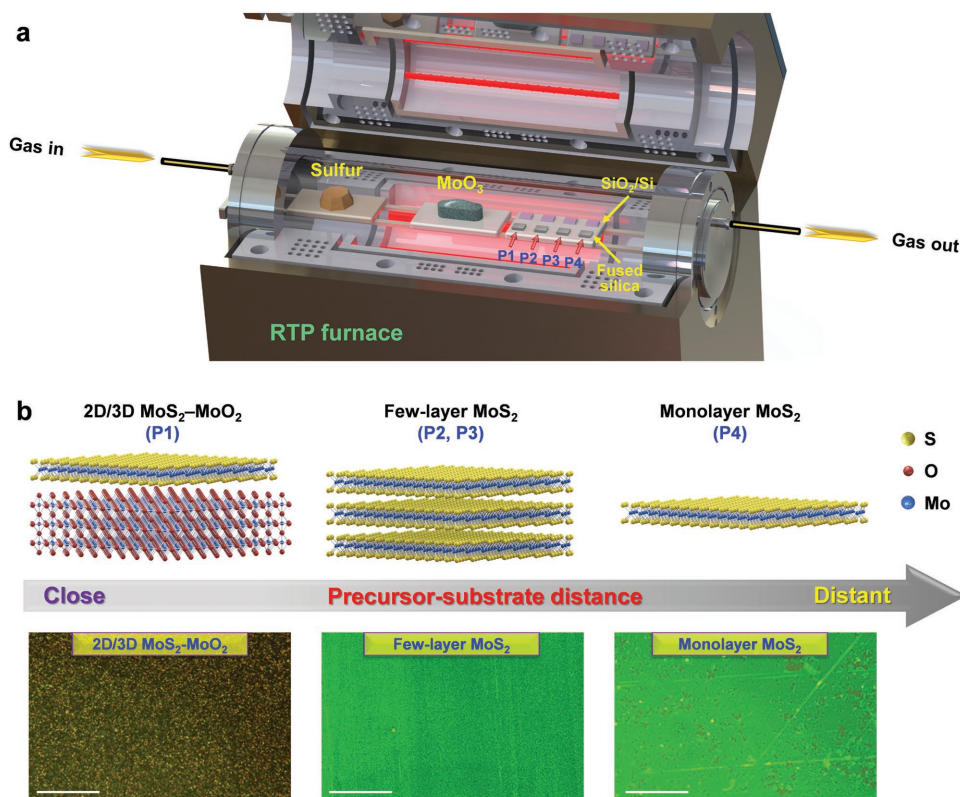 a
Gas in
Sulfur
MoO₃
SiO₂/Si
P1 P2 P3 P4
Fused
silica
Gas out
RTP furnace
b
2D/3D MoS₂–MoO₂
(P1)
Few-layer MoS₂
(P2, P3)
Monolayer MoS₂
(P4)
S
O
Mo
Close
Precursor-substrate distance
Distant
2D/3D MoS₂-MoO₂
Few-layer MoS₂
Monolayer MoS₂